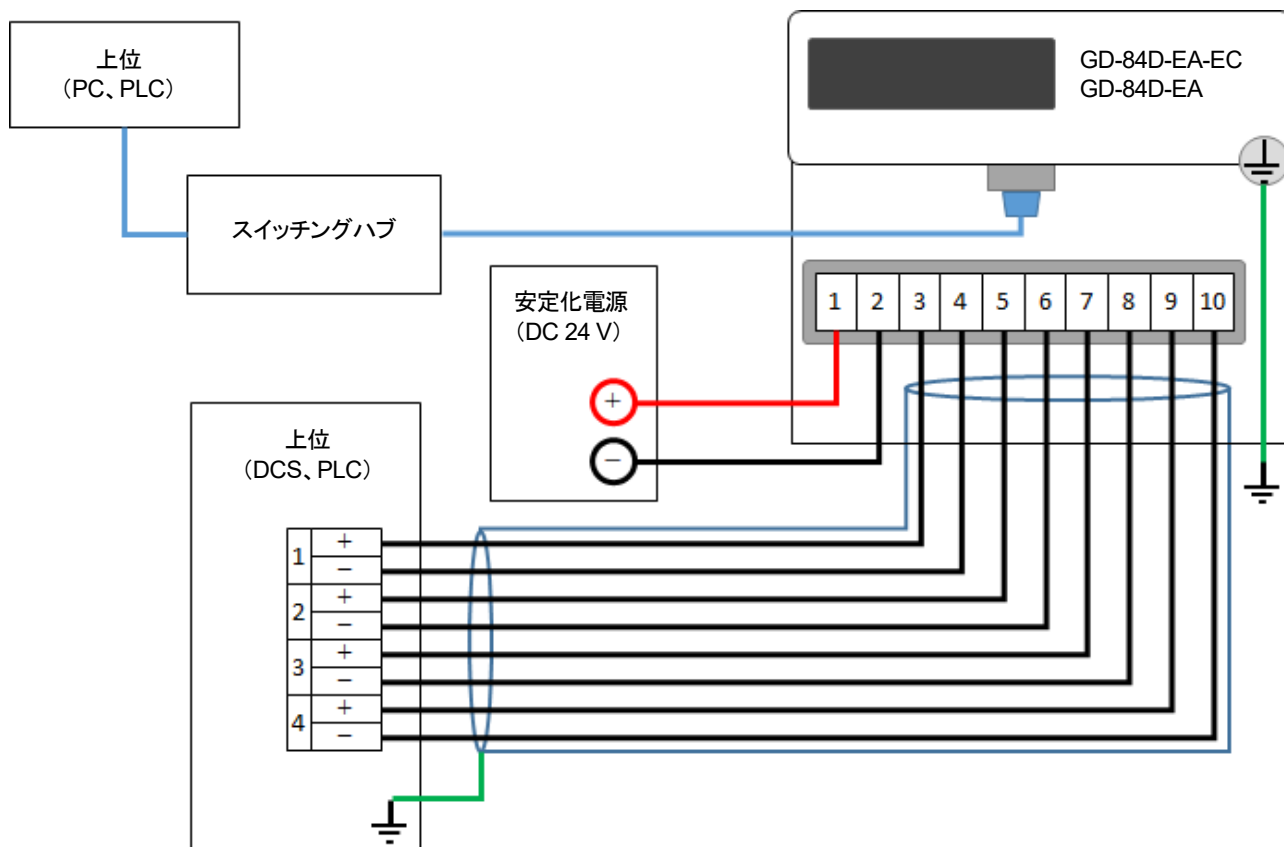 上位
（PC、PLC）
GD-84D-EA-EC
GD-84D-EA
スイッチングハブ
安定化電源
（DC 24 V）
1 2 3 4 5 6 7 8 9 10
+
−
上位
（DCS、PLC）
1 +
−
2 +
−
3 +
−
4 +
−